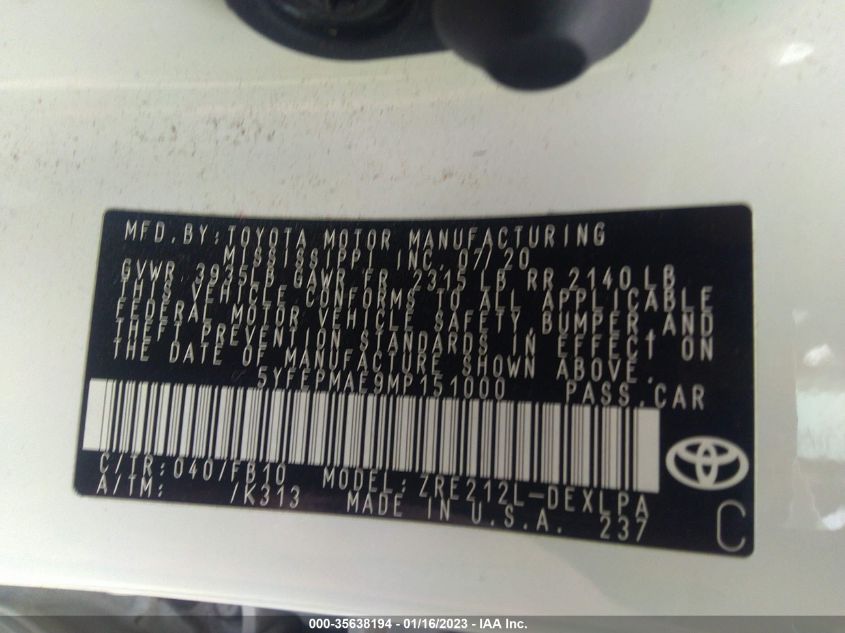 MFD.BY:TOYOTA MOTOR MANUFACTURING
MISSISSIPPI INC. 07/20
GVWR 3935LB GAWR FR 2315 LB RR 2140 LB
THIS VEHICLE CONFORMS TO ALL APPLICABLE
FEDERAL MOTOR VEHICLE SAFETY, BUMPER AND
THEFT PREVENTION STANDARDS IN EFFECT ON
THE DATE OF MANUFACTURE SHOWN ABOVE.
5YFEPMAE9MP151000 PASS.CAR
C/TR:040/FB10 MODEL:ZRE212L-DEXLPA
A/TM: /K313 MADE IN U.S.A. 237
C
000-35638194 - 01/16/2023 - IAA Inc.